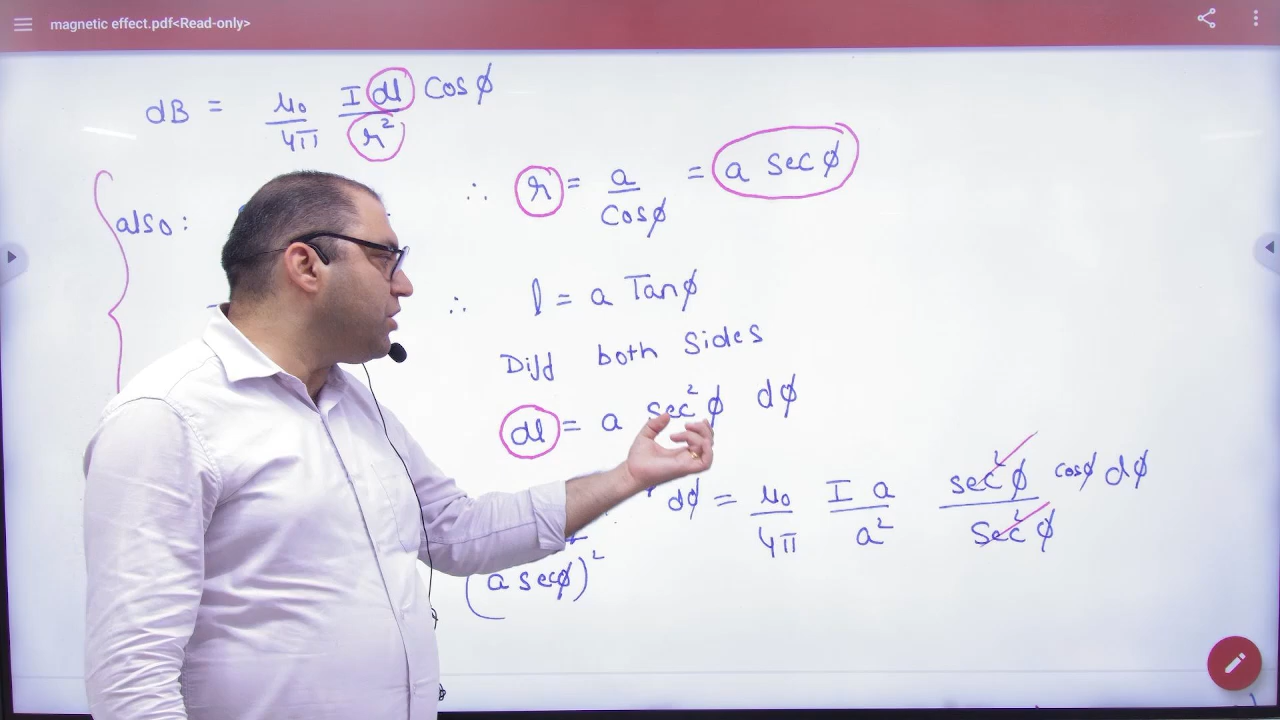 magnetic effect.pdf<Read-only>
dB = μ₀/4π I dl/r² Cosφ
also:
∴ r = a/Cosφ = a Secφ
∴ l = a Tanφ
Diff both Sides
dl = a sec²φ dφ
dφ = μ₀/4π I a/a² sec²φ/Sec²φ cosφ dφ
(a secφ)²